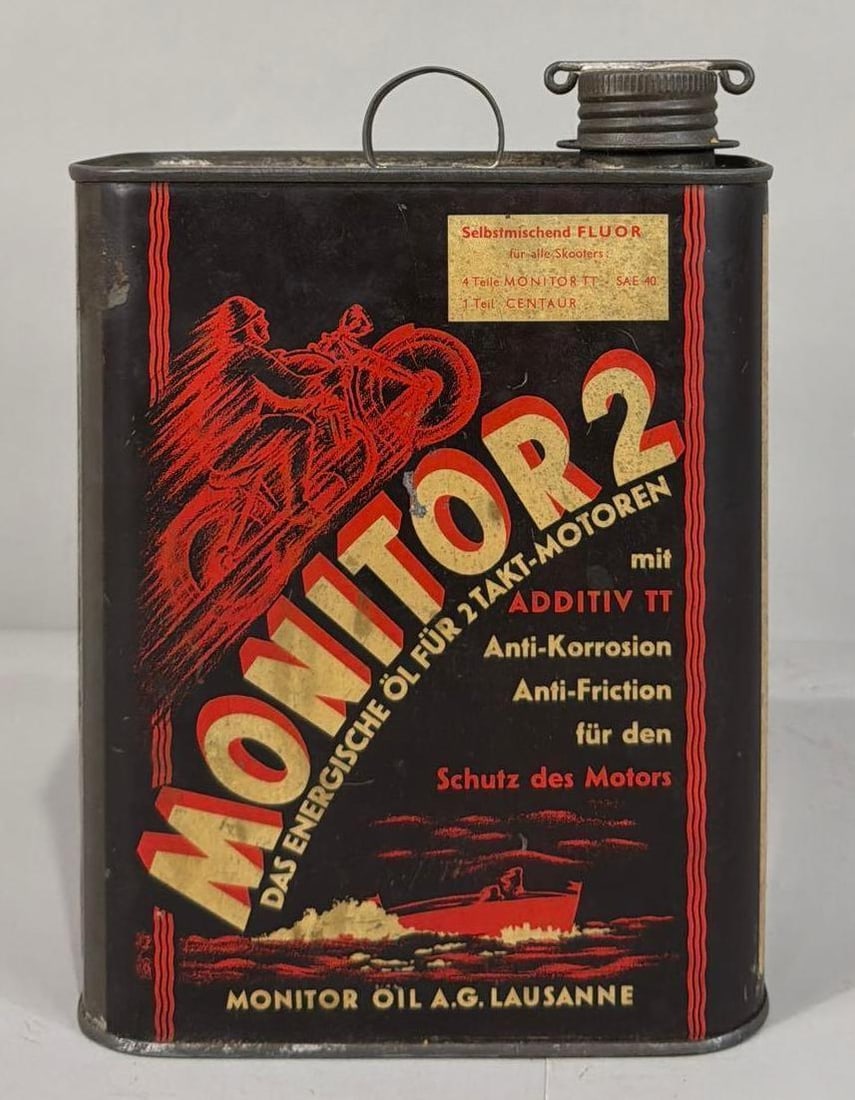 Selbstmischend FLUOR
für alle Skooters:
4 Teile MONITOR TT - SAE 40
1 Teil CENTAUR
MONITOR 2
DAS ENERGISCHE ÖL FÜR 2 TAKT-MOTOREN
mit
ADDITIV TT
Anti-Korrosion
Anti-Friction
für den
Schutz des Motors
MONITOR OIL A.G. LAUSANNE